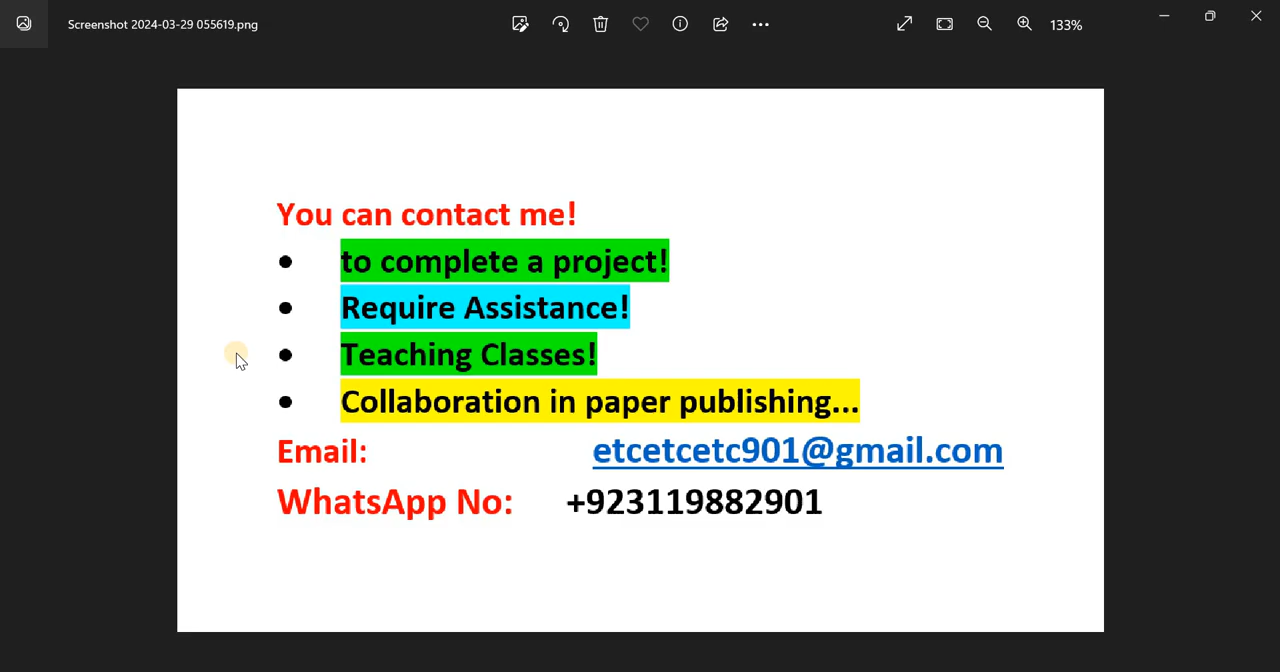 Screenshot 2024-03-29 055619.png
133%
You can contact me!
• to complete a project!
• Require Assistance!
• Teaching Classes!
• Collaboration in paper publishing...
Email: etcetcetc901@gmail.com
WhatsApp No: +923119882901